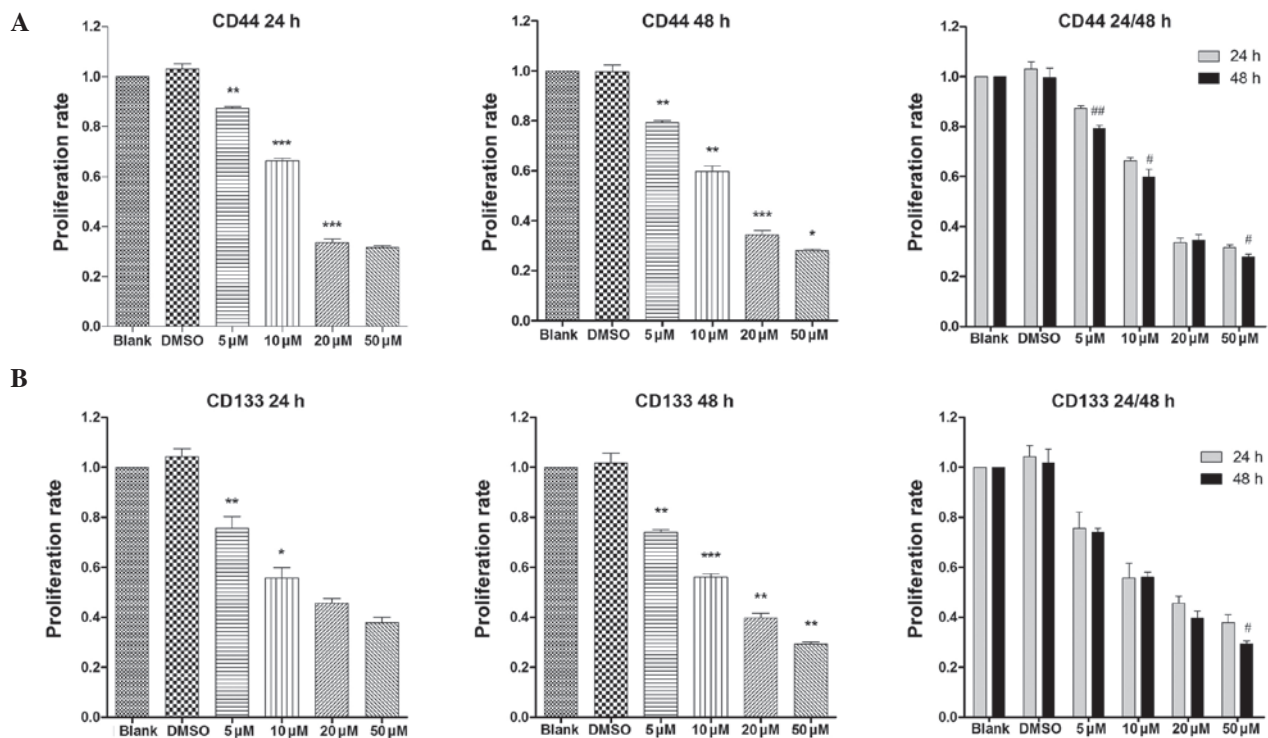 A
CD44 24 h
Proliferation rate
1.2
1.0
0.8
0.6
0.4
0.2
0.0
**
***
***
Blank DMSO 5 µM 10 µM 20 µM 50 µM
CD44 48 h
Proliferation rate
1.2
1.0
0.8
0.6
0.4
0.2
0.0
**
**
***
*
Blank DMSO 5 µM 10 µM 20 µM 50 µM
CD44 24/48 h
Proliferation rate
1.2
1.0
0.8
0.6
0.4
0.2
0.0
24 h
48 h
##
#
#
Blank DMSO 5 µM 10 µM 20 µM 50 µM
B
CD133 24 h
Proliferation rate
1.2
1.0
0.8
0.6
0.4
0.2
0.0
**
*
Blank DMSO 5 µM 10 µM 20 µM 50 µM
CD133 48 h
Proliferation rate
1.2
1.0
0.8
0.6
0.4
0.2
0.0
**
***
**
**
Blank DMSO 5 µM 10 µM 20 µM 50 µM
CD133 24/48 h
Proliferation rate
1.2
1.0
0.8
0.6
0.4
0.2
0.0
24 h
48 h
#
Blank DMSO 5 µM 10 µM 20 µM 50 µM